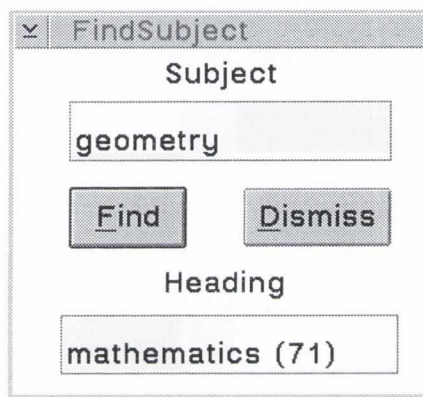 FindSubject
Subject
geometry
Find Dismiss
Heading
mathematics (71)